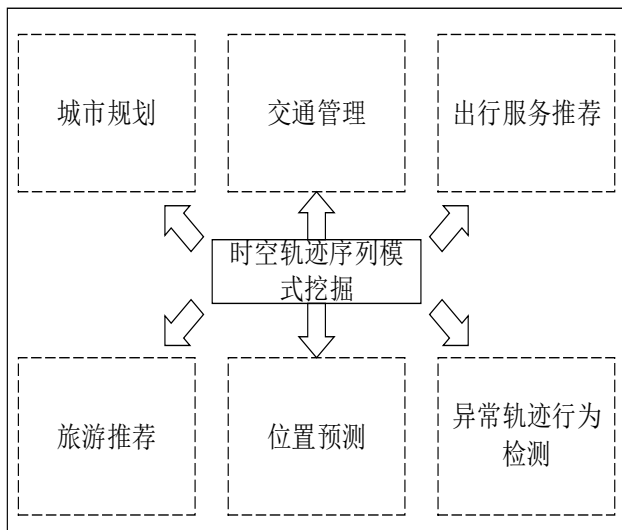 城市规划
交通管理
出行服务推荐
时空轨迹序列模
式挖掘
旅游推荐
位置预测
异常轨迹行为
检测